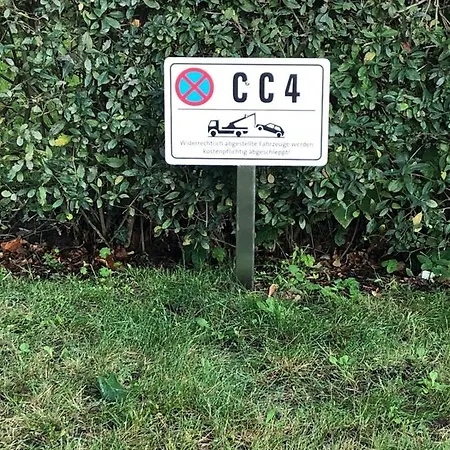 CC4
Widerrechtlich abgestellte Fahrzeuge werden
kostenpflichtig abgeschleppt!